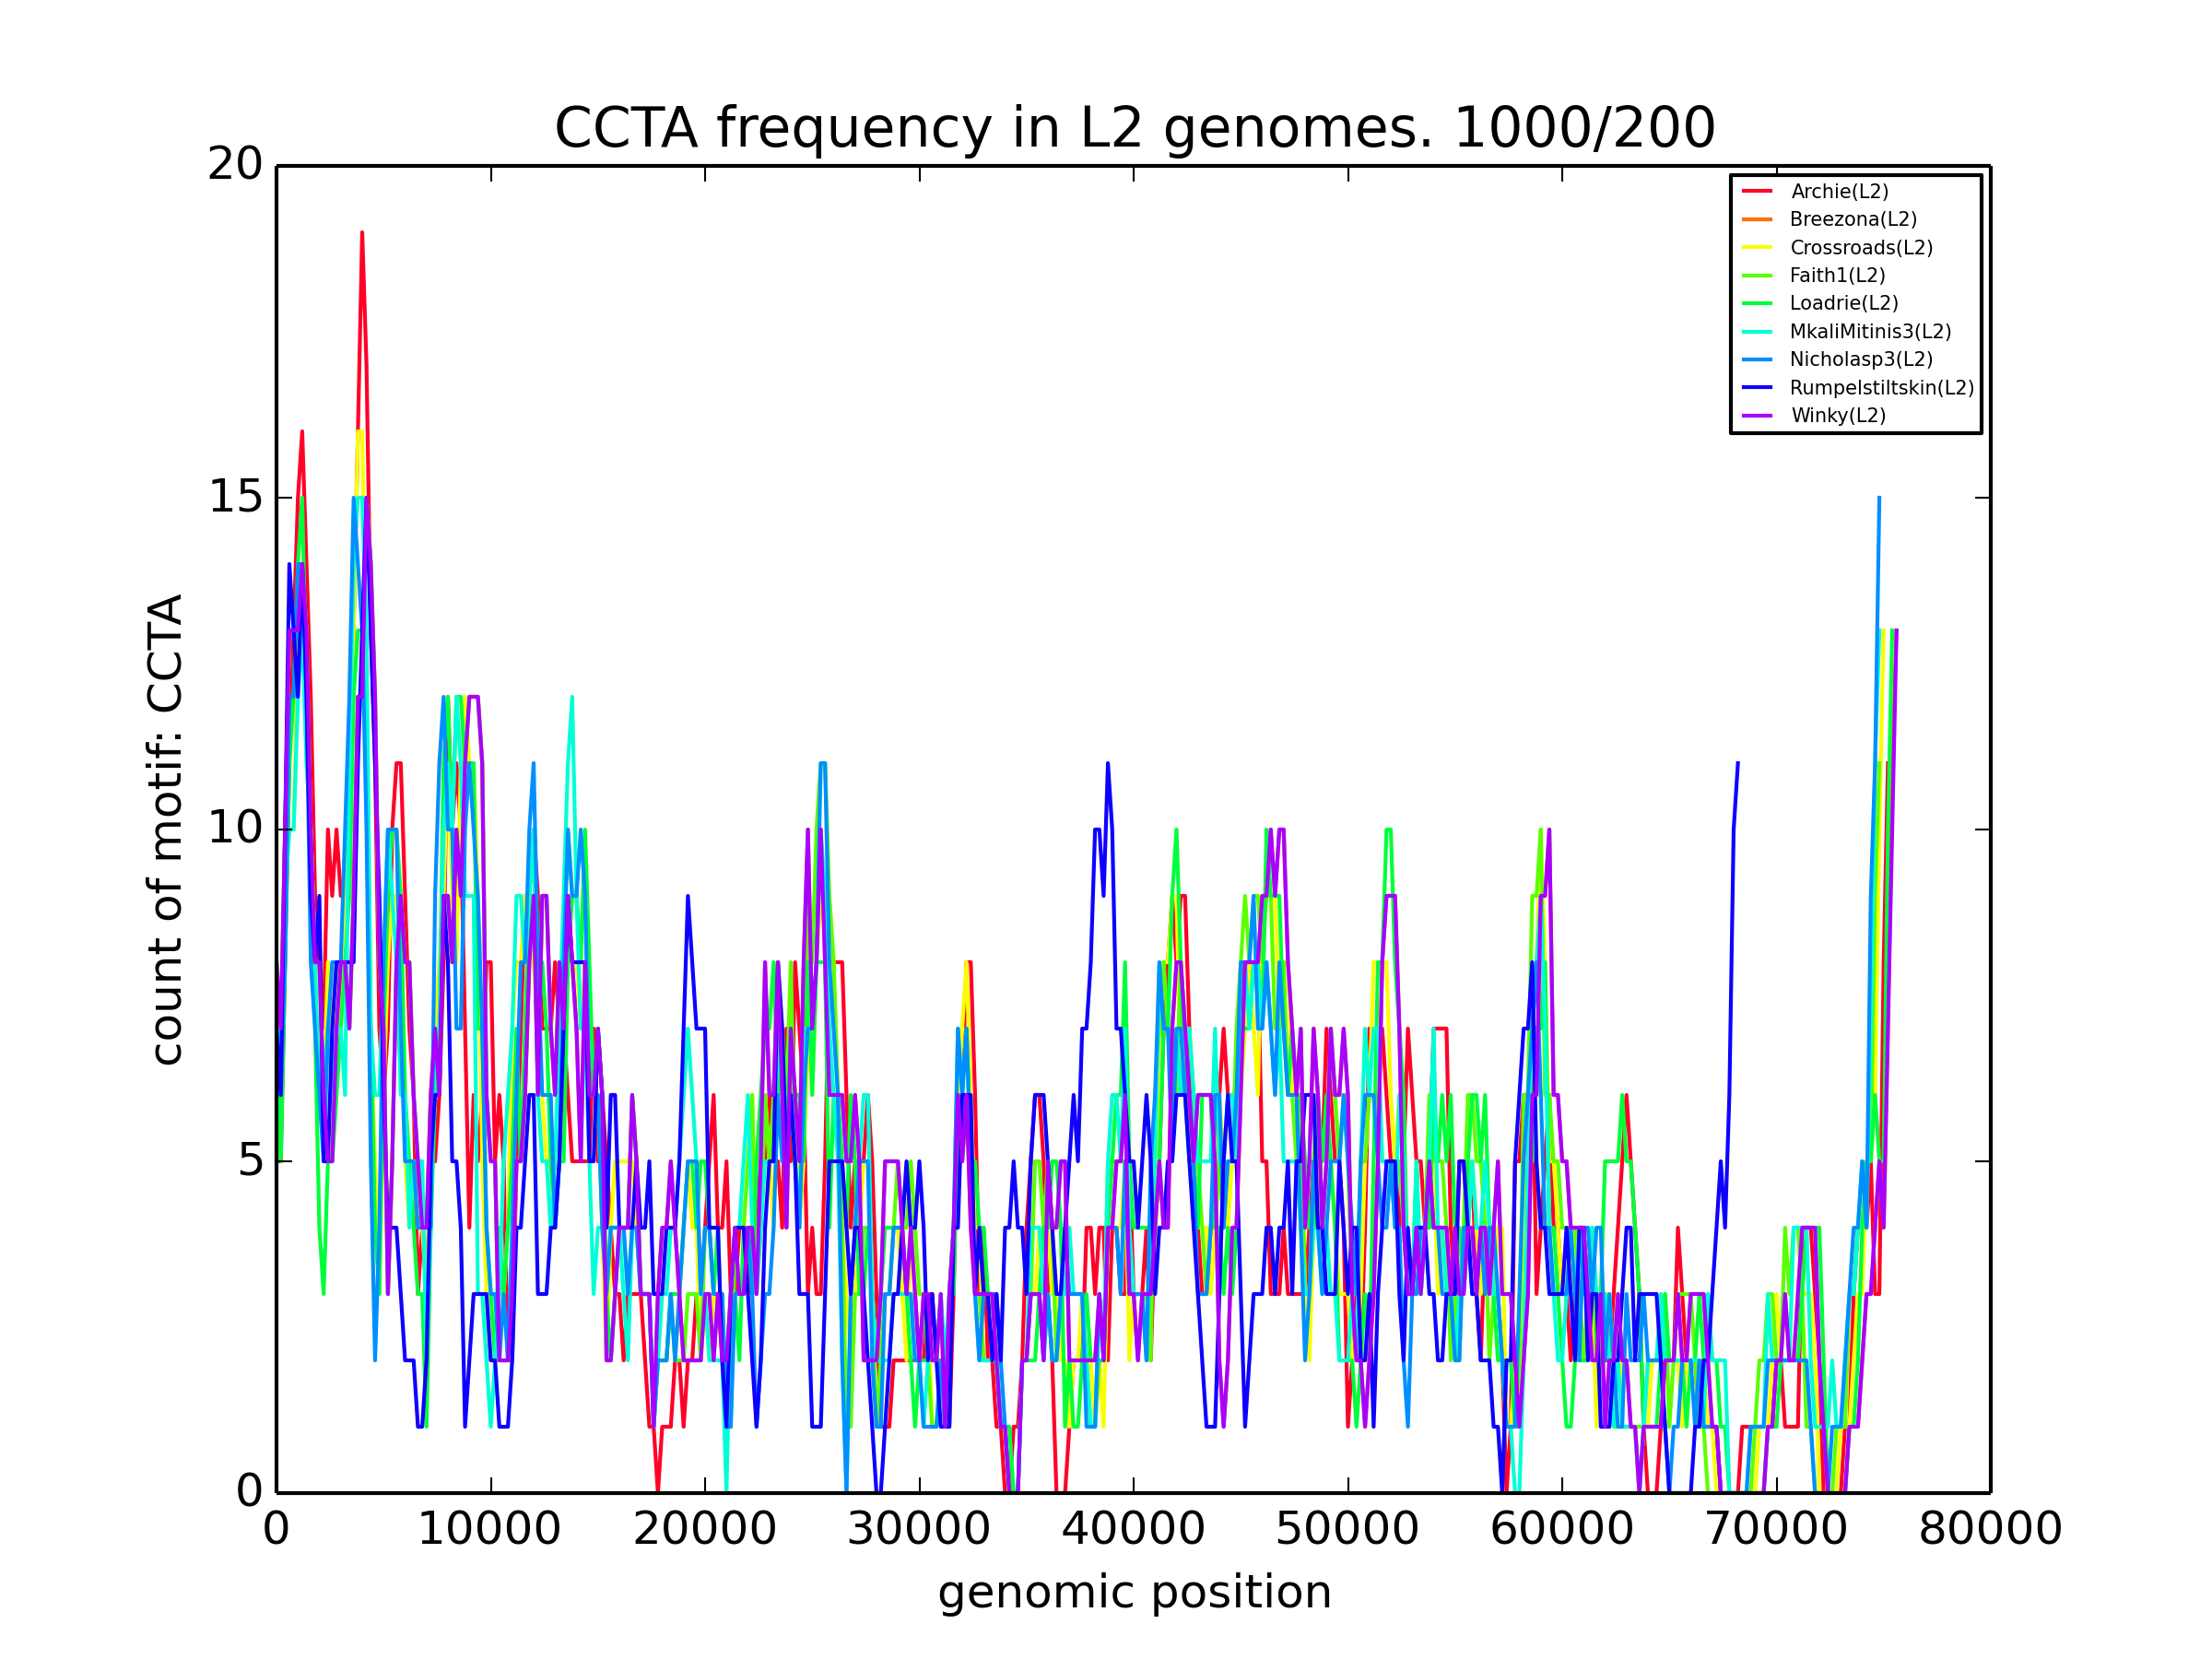 CCTA frequency in L2 genomes. 1000/200
20
15
10
5
0
count of motif: CCTA
Archie(L2)
Breezona(L2)
Crossroads(L2)
Faith1(L2)
Loadrie(L2)
MkaliMitinis3(L2)
Nicholasp3(L2)
Rumpelstiltskin(L2)
Winky(L2)
0 10000 20000 30000 40000 50000 60000 70000 80000
genomic position